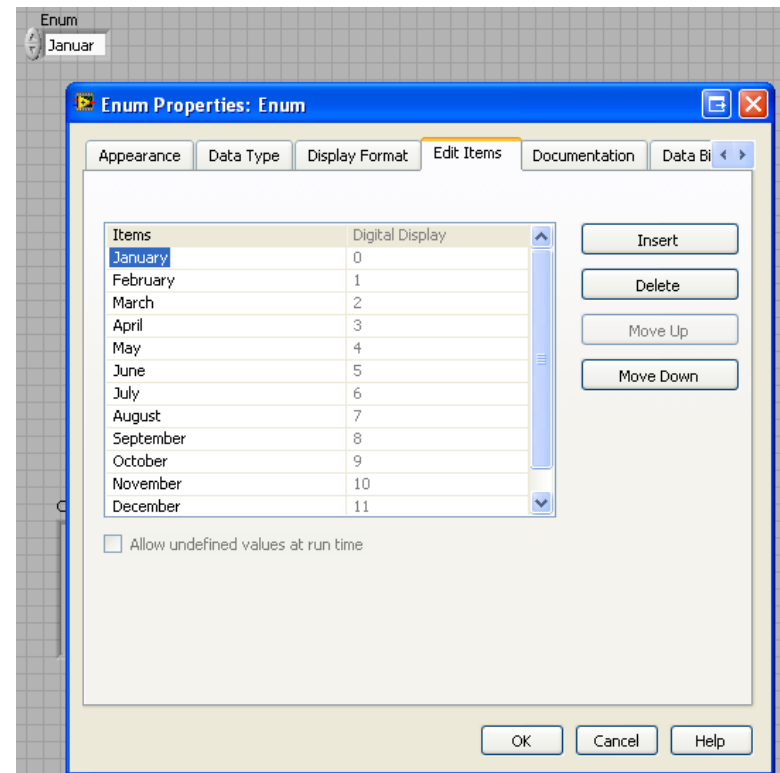 Enum
Januar
Enum Properties: Enum
Appearance Data Type Display Format Edit Items Documentation Data Bi
Items Digital Display
January 0
February 1
March 2
April 3
May 4
June 5
July 6
August 7
September 8
October 9
November 10
December 11
Insert
Delete
Move Up
Move Down
Allow undefined values at run time
OK Cancel Help